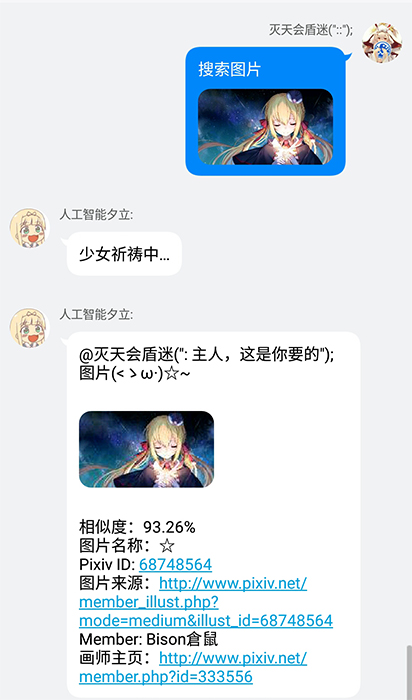 灭天会盾迷("::");
搜索图片
人工智能夕立:
少女祈祷中...
人工智能夕立:
@灭天会盾迷(": 主人，这是你要的");
图片(<ゝω·)☆~
相似度：93.26%
图片名称：☆
Pixiv ID: 68748564
图片来源：http://www.pixiv.net/
member_illust.php?
mode=medium&illust_id=68748564
Member: Bison倉鼠
画师主页：http://www.pixiv.net/
member.php?id=333556